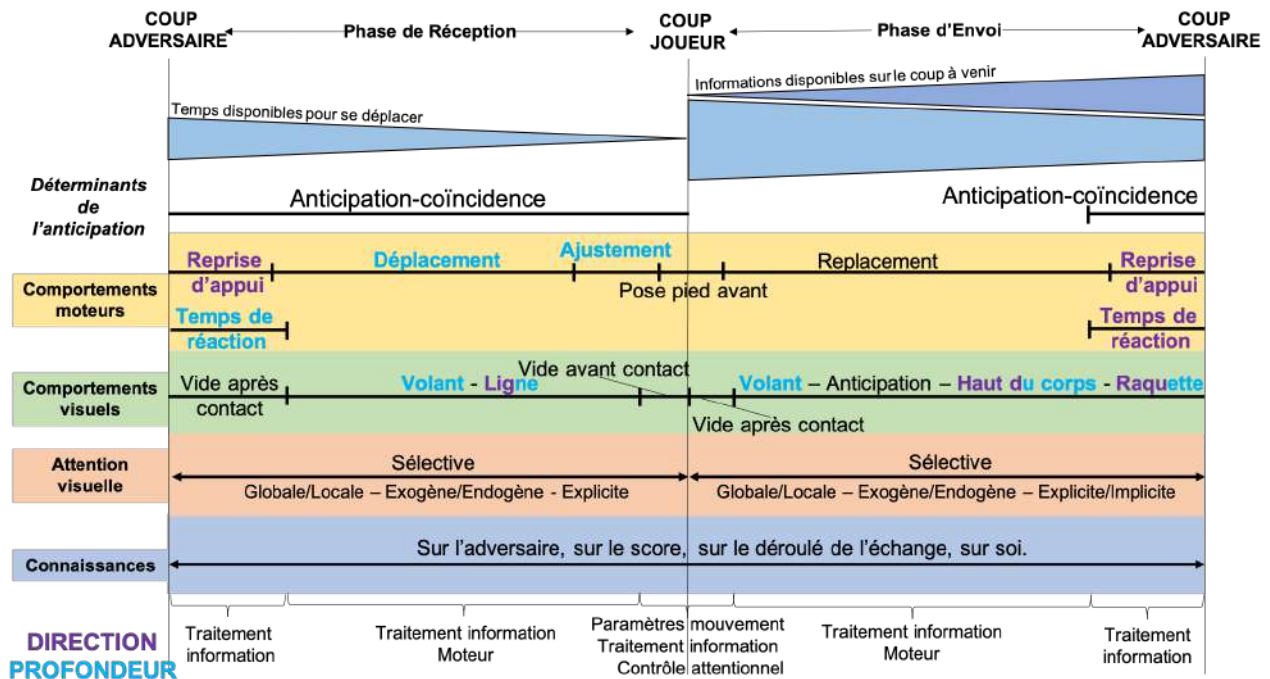 COUP
ADVERSAIRE
Phase de Réception
COUP
JOUEUR
Phase d'Envoi
COUP
ADVERSAIRE
Informations disponibles sur le coup à venir
Temps disponibles pour se déplacer
Déterminants
de
l'anticipation
Anticipation-coïncidence
Anticipation-coïncidence
Comportements
moteurs
Reprise
d'appui
Déplacement
Ajustement
Pose pied avant
Replacement
Reprise
d'appui
Temps de
réaction
Temps de
réaction
Comportements
visuels
Vide après
contact
Volant - Ligne
Vide avant contact
Vide après contact
Volant – Anticipation – Haut du corps - Raquette
Attention
visuelle
Sélective
Globale/Locale – Exogène/Endogène - Explicite
Sélective
Globale/Locale – Exogène/Endogène – Explicite/Implicite
Connaissances
Sur l'adversaire, sur le score, sur le déroulé de l'échange, sur soi.
DIRECTION
PROFONDEUR
Traitement
information
Traitement information
Moteur
Paramètres mouvement
Traitement information
Contrôle attentionnel
Traitement information
Moteur
Traitement
information